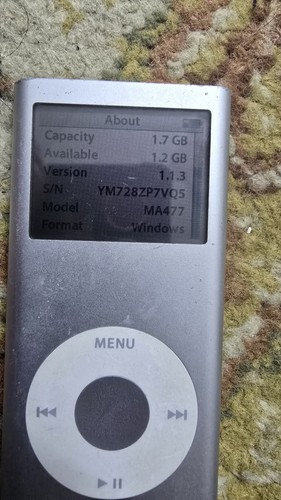 About
Capacity 1.7 GB
Available 1.2 GB
Version 1.1.3
S/N YM728ZP7VQ5
Model MA477
Format Windows
MENU